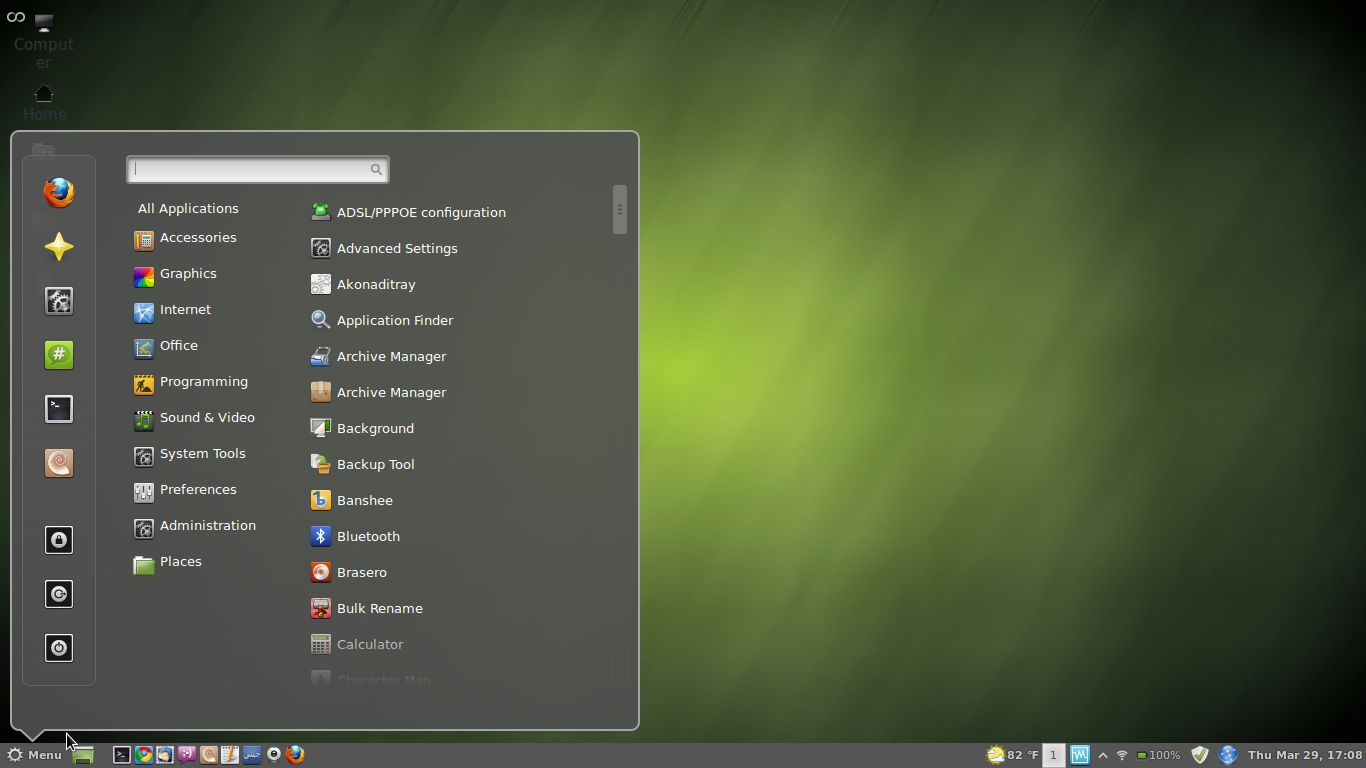 Comput
er
Home
All Applications
Accessories
Graphics
Internet
Office
Programming
Sound & Video
System Tools
Preferences
Administration
Places
ADSL/PPPOE configuration
Advanced Settings
Akonaditray
Application Finder
Archive Manager
Archive Manager
Background
Backup Tool
Banshee
Bluetooth
Brasero
Bulk Rename
Calculator
Character Map
Menu
82 °F
1
100%
Thu Mar 29, 17:08